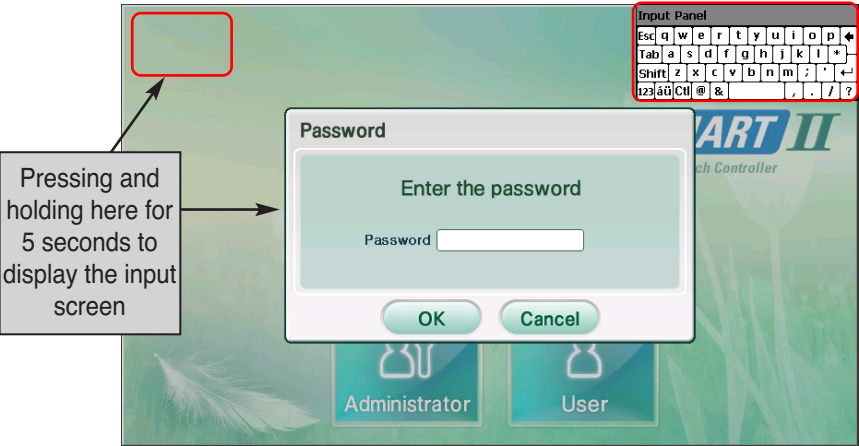 Input Panel
Esc q w e r t y u i o p
Tab a s d f g h j k l *
Shift z x c v b n m ; '
123 áü Ctl @ & , . / ?
Password
ART II
ch Controller
Pressing and
holding here for
5 seconds to
display the input
screen
Enter the password
Password
OK Cancel
Administrator User